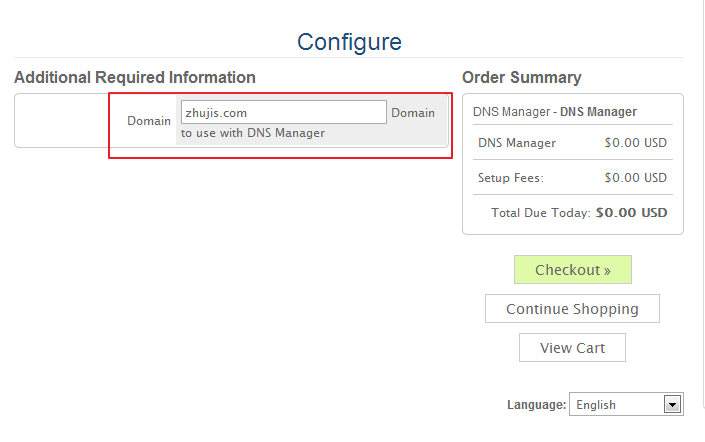 Configure
Additional Required Information
Domain zhujis.com Domain
to use with DNS Manager
Order Summary
DNS Manager - DNS Manager
DNS Manager $0.00 USD
Setup Fees: $0.00 USD
Total Due Today: $0.00 USD
Checkout »
Continue Shopping
View Cart
Language: English